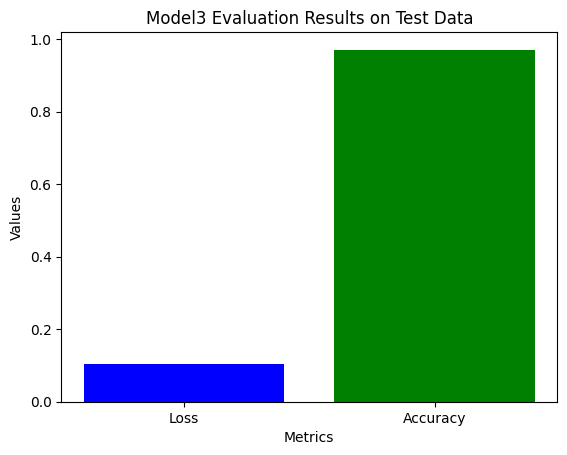 Model3 Evaluation Results on Test Data
1.0
0.8
0.6
0.4
0.2
0.0
Values
Loss
Accuracy
Metrics